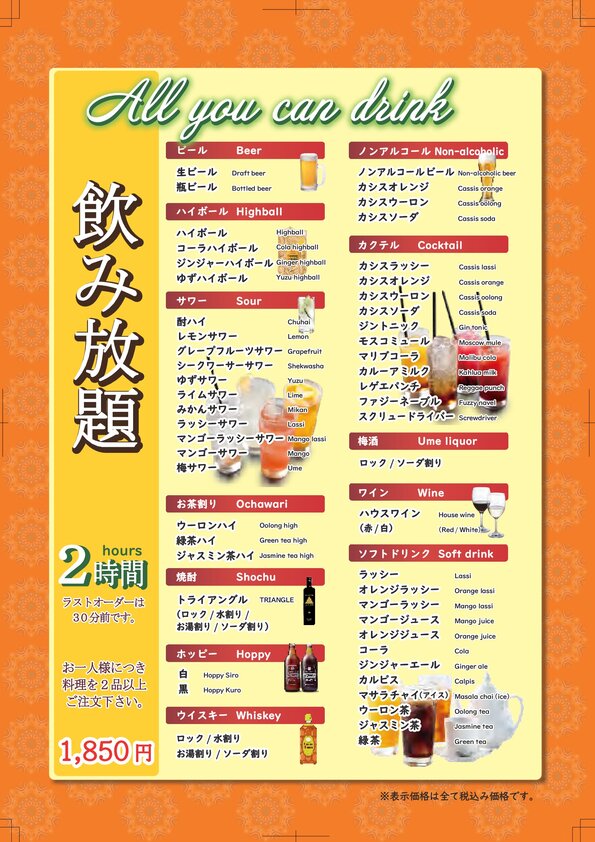 All you can drink
飲み放題
2 hours
時間
ラストオーダーは
30分前です。
お一人様につき
料理を2品以上
ご注文下さい。
1,850円
ビール Beer
生ビール Draft beer
瓶ビール Bottled beer
ハイボール Highball
ハイボール Highball
コーラハイボール Cola highball
ジンジャーハイボール Ginger highball
ゆずハイボール Yuzu highball
サワー Sour
酎ハイ Chuhai
レモンサワー Lemon
グレープフルーツサワー Grapefruit
シークワーサーサワー Shekwasha
ゆずサワー Yuzu
ライムサワー Lime
みかんサワー Mikan
ラッシーサワー Lassi
マンゴーラッシーサワー Mango lassi
マンゴーサワー Mango
梅サワー Ume
お茶割り Ochawari
ウーロンハイ Oolong high
緑茶ハイ Green tea high
ジャスミン茶ハイ Jasmine tea high
焼酎 Shochu
トライアングル TRIANGLE
(ロック / 水割り /
お湯割り / ソーダ割り)
ホッピー Hoppy
白 Hoppy Siro
黒 Hoppy Kuro
ウイスキー Whiskey
ロック / 水割り
お湯割り / ソーダ割り
ノンアルコール Non-alcoholic
ノンアルコールビール Non-alcoholic beer
カシスオレンジ Cassis orange
カシスウーロン Cassis oolong
カシスソーダ Cassis soda
カクテル Cocktail
カシスラッシー Cassis lassi
カシスオレンジ Cassis orange
カシスウーロン Cassis oolong
カシスソーダ Cassis soda
ジントニック Gin tonic
モスコミュール Moscow mule
マリブコーラ Malibu cola
カルーアミルク Kahlua milk
レゲエパンチ Reggae punch
ファジーネーブル Fuzzy navel
スクリュードライバー Screwdriver
梅酒 Ume liquor
ロック / ソーダ割り
ワイン Wine
ハウスワイン House wine
(赤 / 白) (Red / White)
ソフトドリンク Soft drink
ラッシー Lassi
オレンジラッシー Orange lassi
マンゴーラッシー Mango lassi
マンゴージュース Mango juice
オレンジジュース Orange juice
コーラ Cola
ジンジャーエール Ginger ale
カルピス Calpis
マサラチャイ(アイス) Masala chai (ice)
ウーロン茶 Oolong tea
ジャスミン茶 Jasmine tea
緑茶 Green tea
※表示価格は全て税込み価格です。